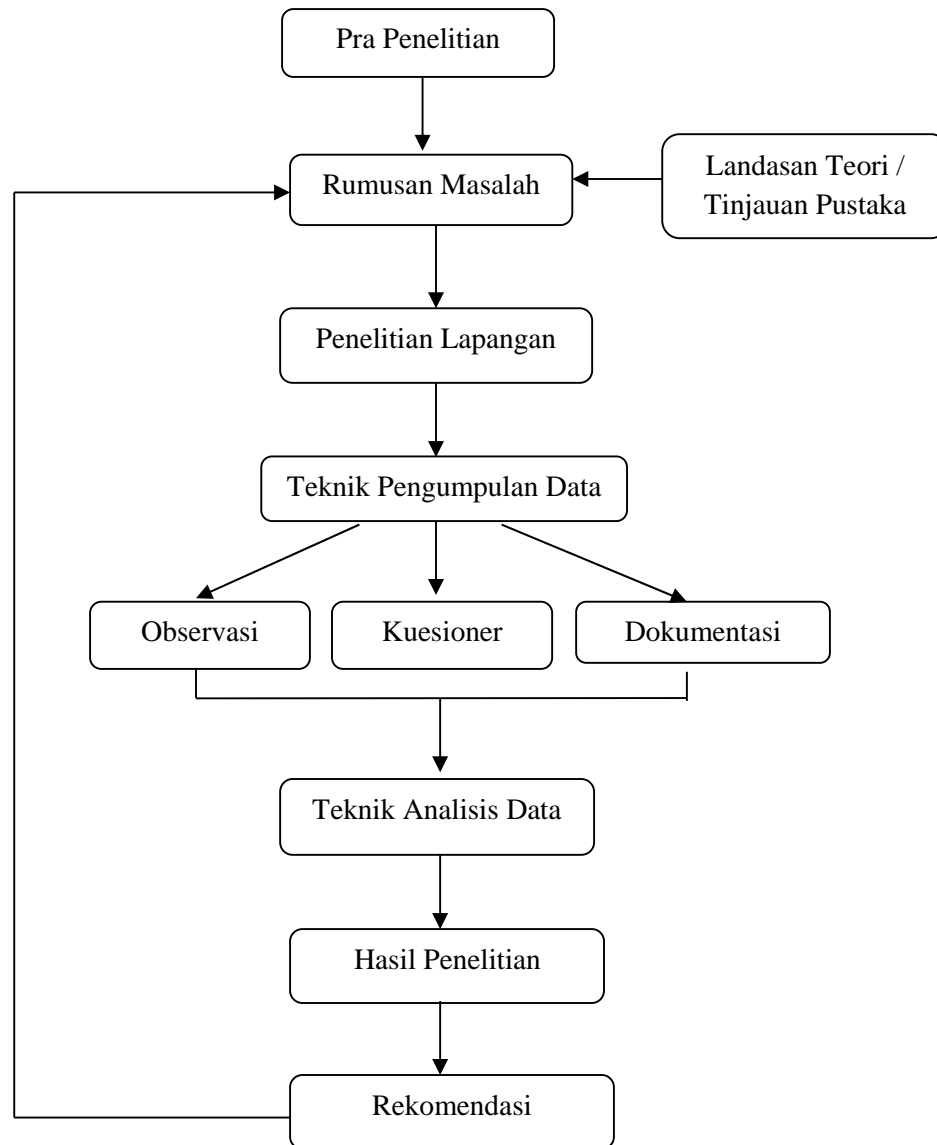 Pra Penelitian
Rumusan Masalah
Landasan Teori /
Tinjauan Pustaka
Penelitian Lapangan
Teknik Pengumpulan Data
Observasi
Kuesioner
Dokumentasi
Teknik Analisis Data
Hasil Penelitian
Rekomendasi